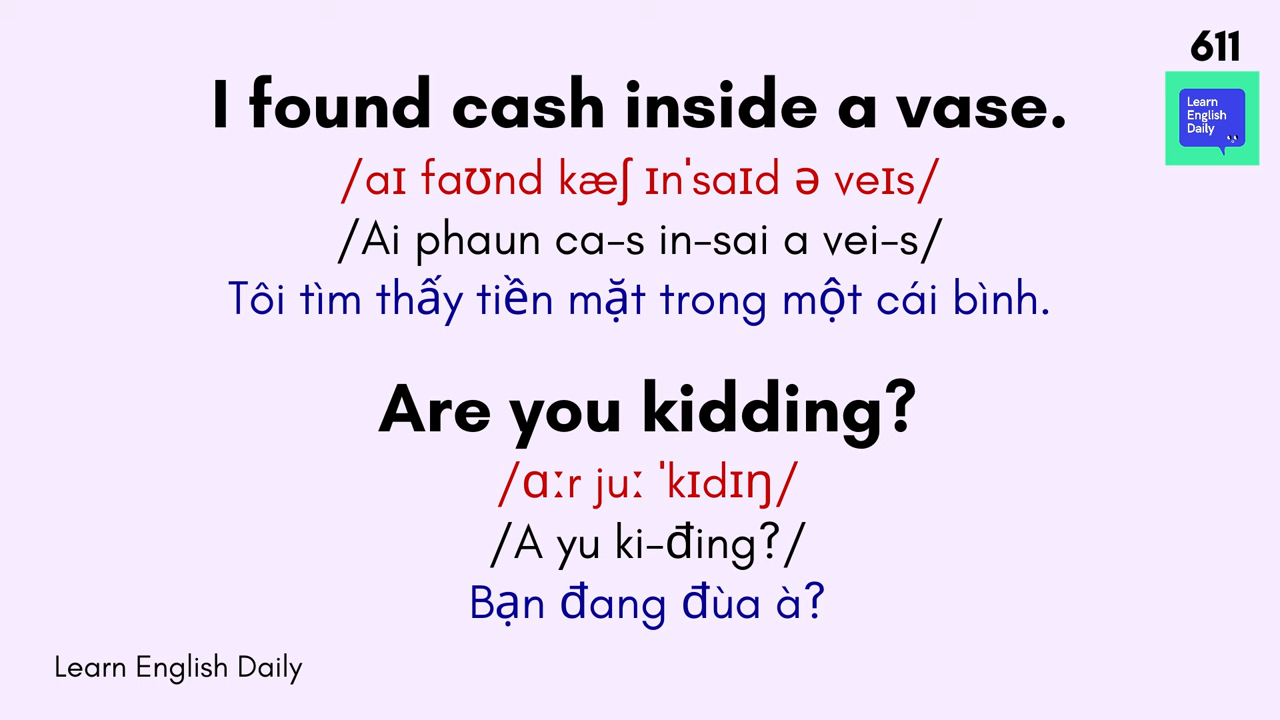 611
Learn
English
Daily
I found cash inside a vase.
/aɪ faʊnd kæʃ ɪnˈsaɪd ə veɪs/
/Ai phaun ca-s in-sai a vei-s/
Tôi tìm thấy tiền mặt trong một cái bình.
Are you kidding?
/ɑːr juː ˈkɪdɪŋ/
/A yu ki-đing?/
Bạn đang đùa à?
Learn English Daily